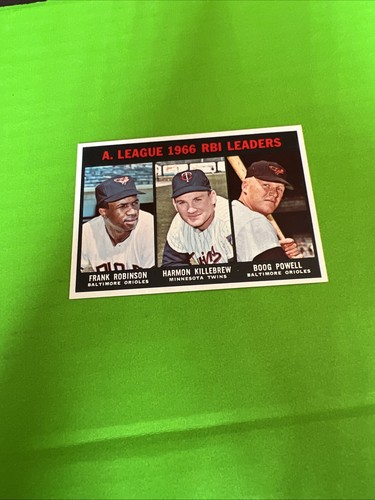 A. LEAGUE 1966 RBI LEADERS
FRANK ROBINSON
BALTIMORE ORIOLES
HARMON KILLEBREW
MINNESOTA TWINS
BOOG POWELL
BALTIMORE ORIOLES